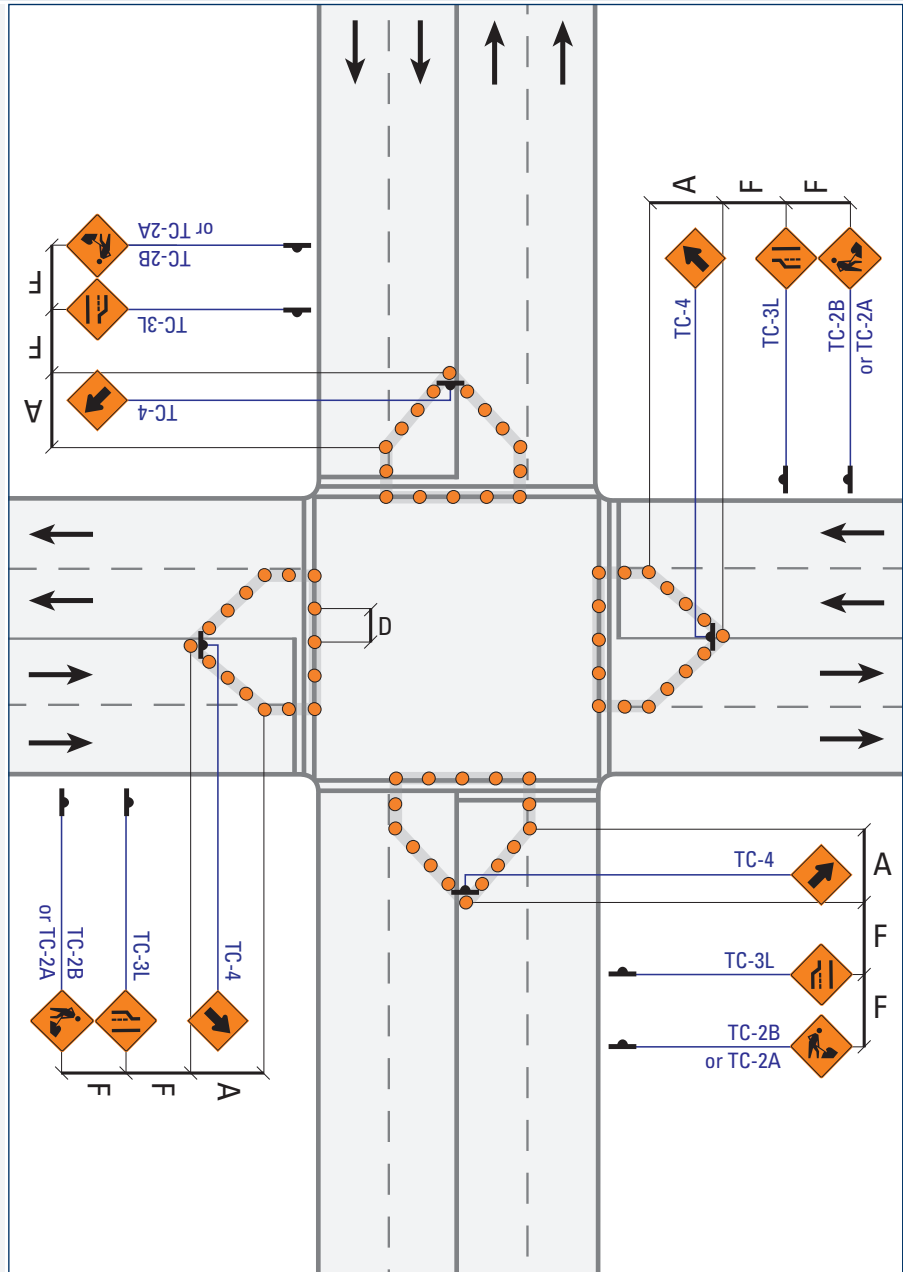 A
F
F
TC-4
TC-3L
TC-2B
or TC-2A
TC-2B
or TC-2A
TC-3L
TC-4
F
F
A
D
TC-4
A
TC-3L
F
TC-2B
or TC-2A
F
TC-2B
or TC-2A
TC-3L
TC-4
F
F
A